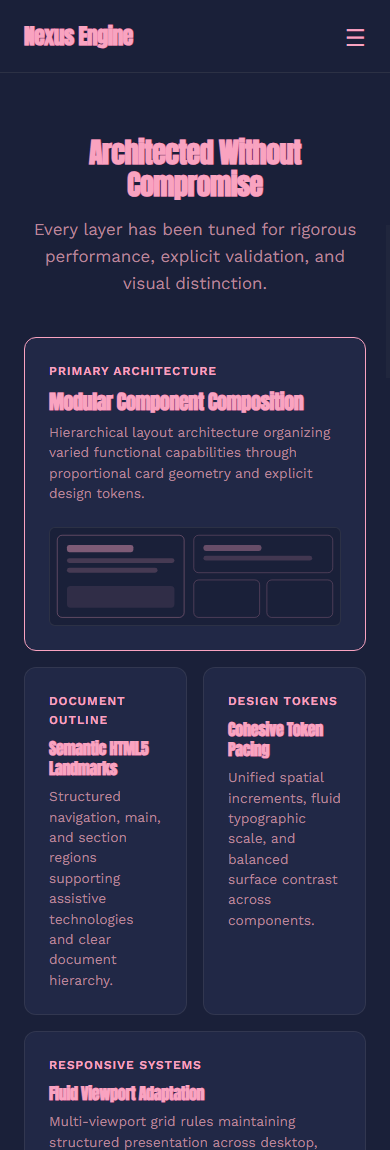 Nexus Engine
Architected Without
Compromise
Every layer has been tuned for rigorous
performance, explicit validation, and
visual distinction.
PRIMARY ARCHITECTURE
Modular Component Composition
Hierarchical layout architecture organizing
varied functional capabilities through
proportional card geometry and explicit
design tokens.
DOCUMENT
OUTLINE
Semantic HTML5
Landmarks
Structured
navigation, main,
and section
regions
supporting
assistive
technologies
and clear
document
hierarchy.
DESIGN TOKENS
Cohesive Token
Pacing
Unified spatial
increments, fluid
typographic
scale, and
balanced
surface contrast
across
components.
RESPONSIVE SYSTEMS
Fluid Viewport Adaptation
Multi-viewport grid rules maintaining
structured presentation across desktop,